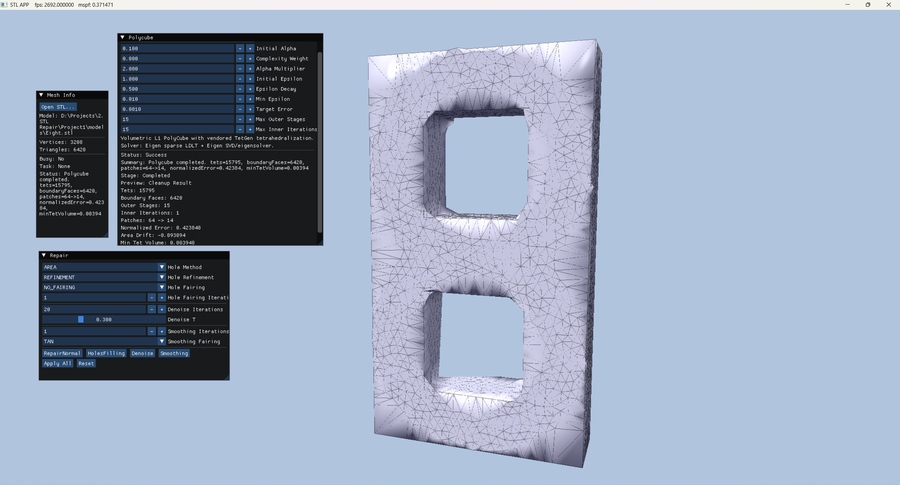 STL APP fps: 2692.000000 mspf: 0.371471
▼ Polycube
0.100 - + Initial Alpha
0.000 - + Complexity Weight
2.000 - + Alpha Multiplier
1.000 - + Initial Epsilon
0.500 - + Epsilon Decay
0.010 - + Min Epsilon
0.0010 - + Target Error
15 - + Max Outer Stages
15 - + Max Inner Iterations
Volumetric L1 PolyCube with vendored TetGen tetrahedralization.
Solver: Eigen sparse LDLT + Eigen SVD/eigensolver.
Status: Success
Summary: Polycube completed. tets=15795, boundaryFaces=6420,
patches=64->14, normalizedError=0.42384, minTetVolume=0.00394
Stage: Completed
Preview: Cleanup Result
Tets: 15795
Boundary Faces: 6420
Outer Stages: 15
Inner Iterations: 1
Patches: 64 -> 14
Normalized Error: 0.423840
Area Drift: -0.093894
Min Tet Volume: 0.003940
▼ Mesh Info
Open STL...
Model: D:\Projects\2.
STL
Repair\Project1\model
s\Eight.stl
Vertices: 3208
Triangles: 6420
Busy: No
Task: None
Status: Polycube
completed.
tets=15795,
boundaryFaces=6420,
patches=64->14,
normalizedError=0.423
84,
minTetVolume=0.00394
▼ Repair
AREA ▼ Hole Method
REFINEMENT ▼ Hole Refinement
NO_FAIRING ▼ Hole Fairing
1 - + Hole Fairing Iterati
20 - + Denoise Iterations
0.300 Denoise T
1 - + Smoothing Iterations
TAN ▼ Smoothing Fairing
RepairNormal HolesFilling Denoise Smoothing
Apply All Reset